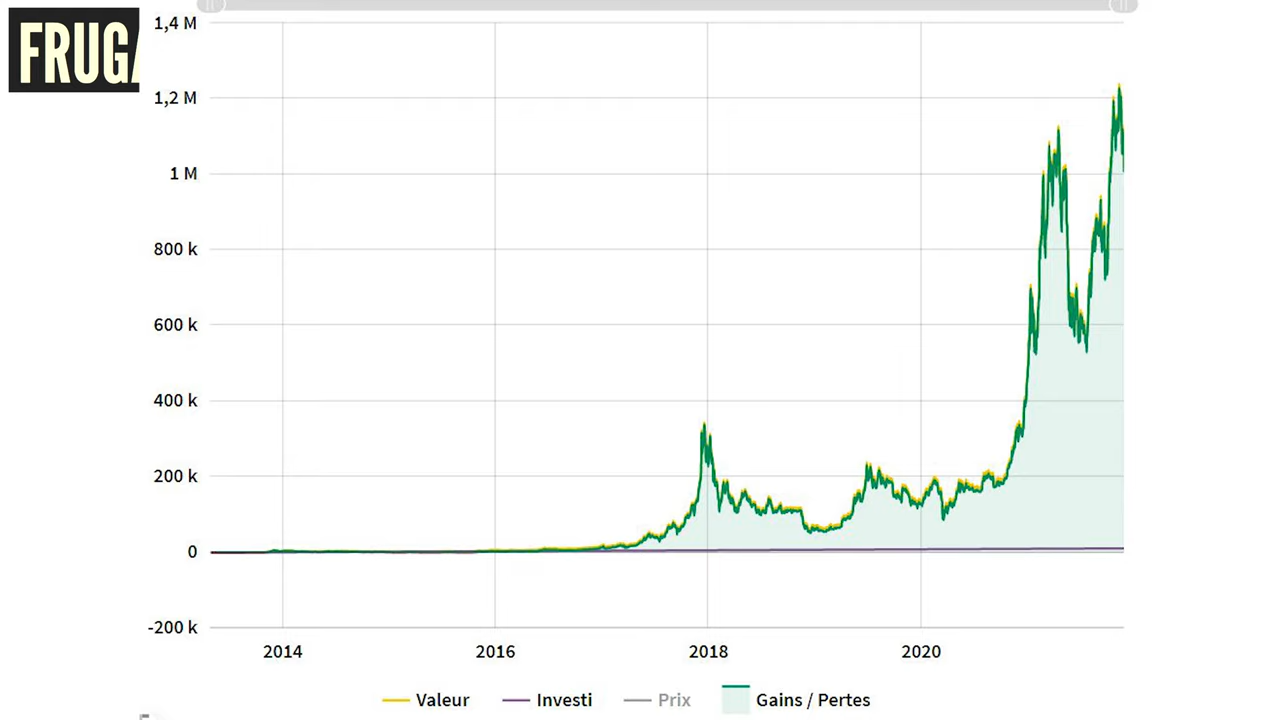 FRUGA
1,4 M
1,2 M
1 M
800 k
600 k
400 k
200 k
0
-200 k
2014 2016 2018 2020
Valeur Investi Prix Gains / Pertes